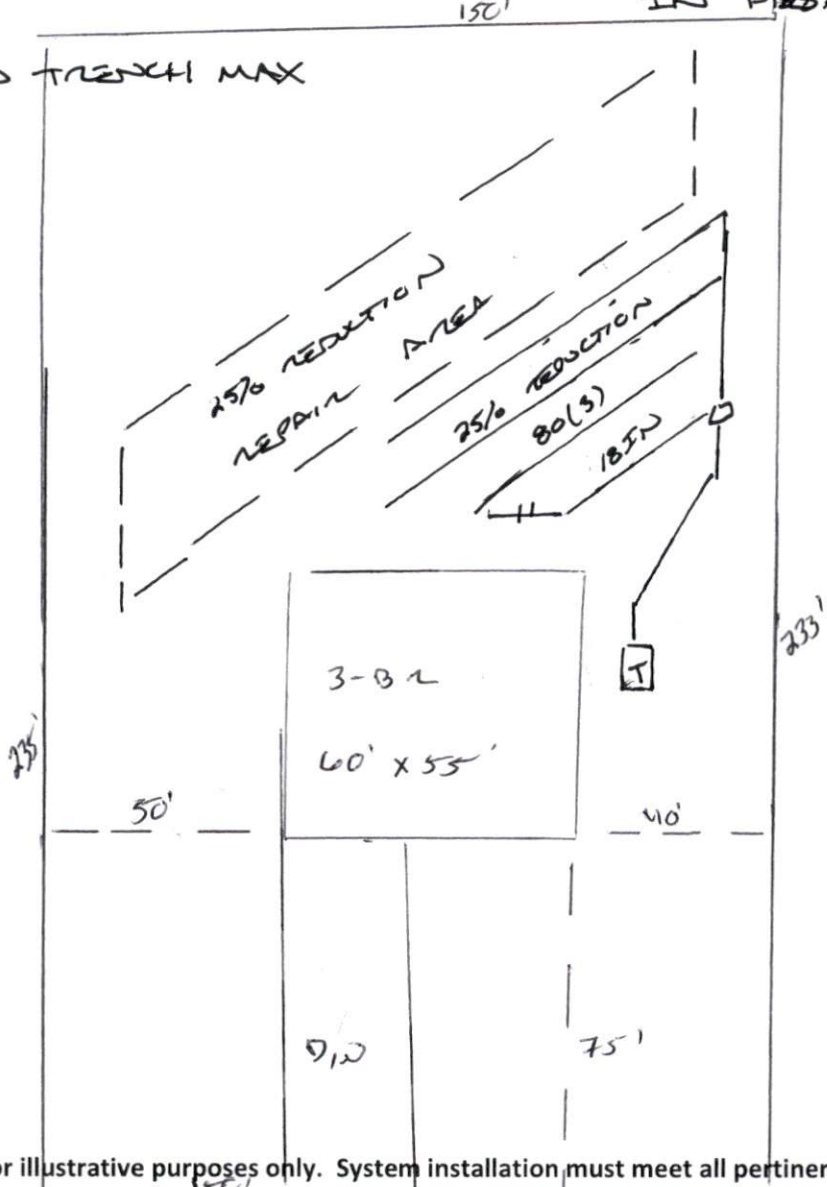 150'
IN
TRENCH MAX
25% REDUCTION
REPAIR AREA
25% REDUCTION
80(3)
18IN
T
233'
3-BR
60' x 55'
235'
50'
40'
D/W
75'
or illustrative purposes only. System installation must meet all pertinen